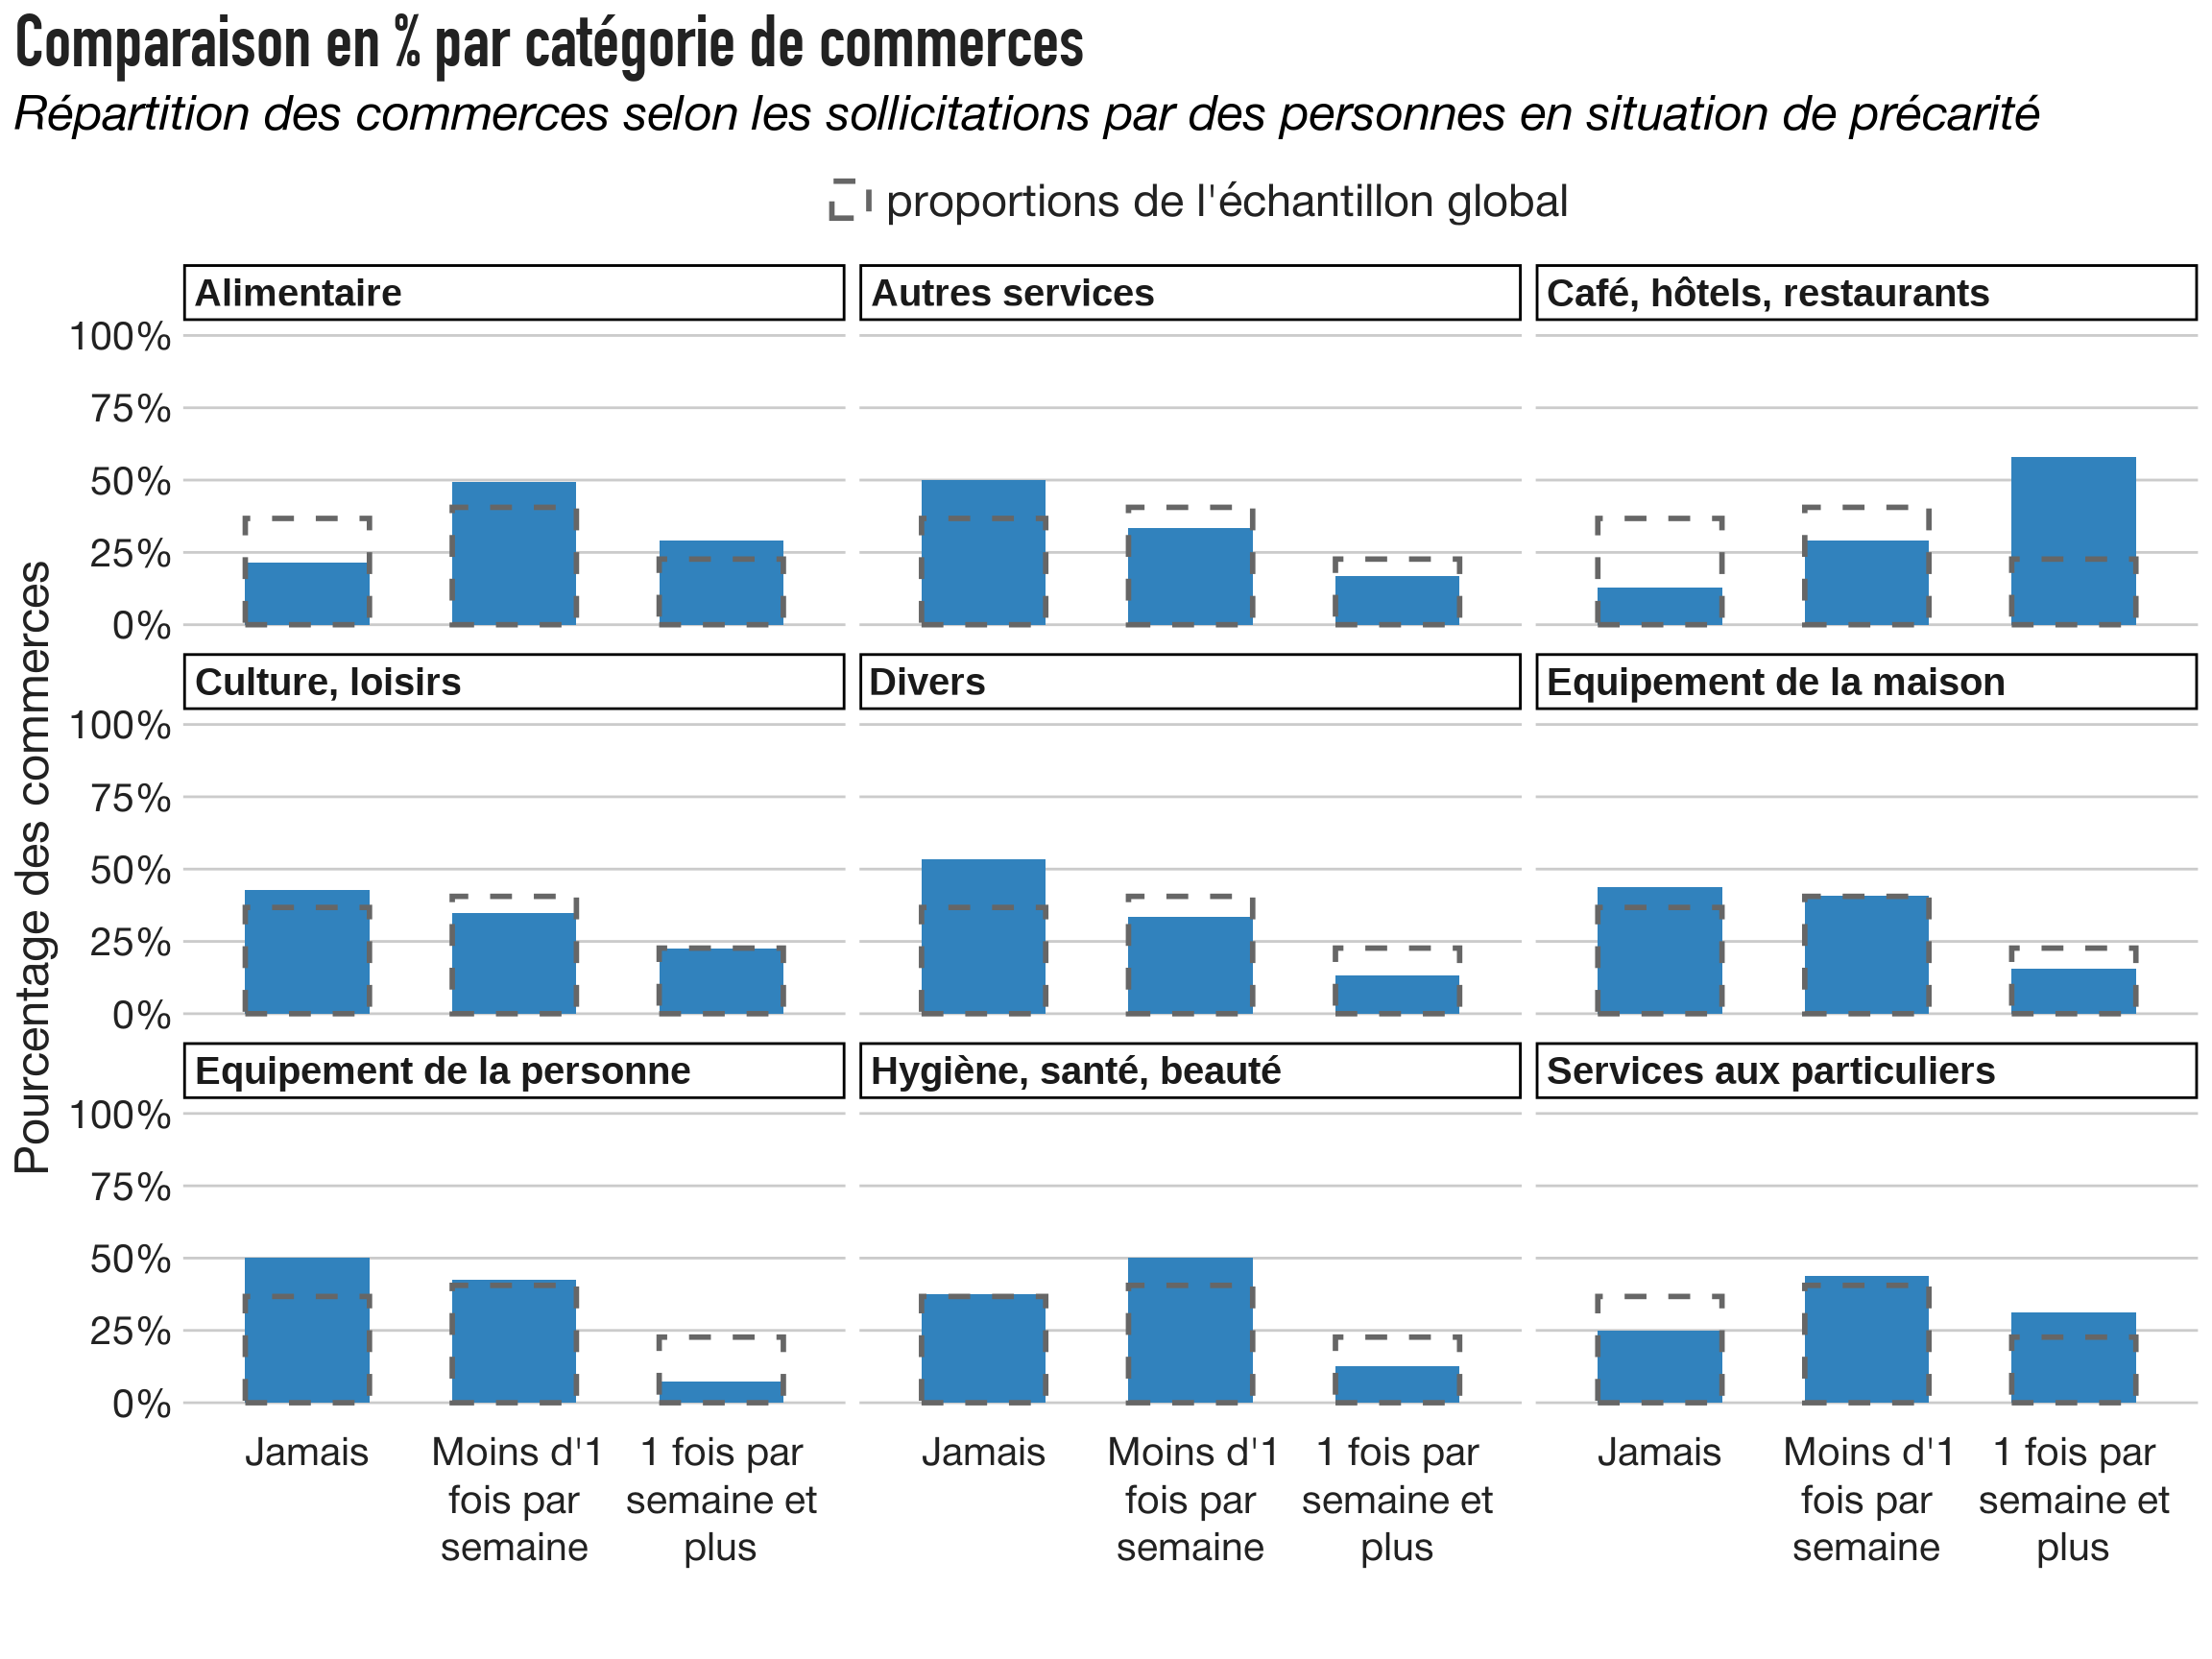 Comparaison en % par catégorie de commerces
Répartition des commerces selon les sollicitations par des personnes en situation de précarité
proportions de l'échantillon global
Pourcentage des commerces
Alimentaire
Autres services
Café, hôtels, restaurants
100%
75%
50%
25%
0%
Culture, loisirs
Divers
Equipement de la maison
100%
75%
50%
25%
0%
Equipement de la personne
Hygiène, santé, beauté
Services aux particuliers
100%
75%
50%
25%
0%
Jamais
Moins d'1
fois par
semaine
1 fois par
semaine et
plus
Jamais
Moins d'1
fois par
semaine
1 fois par
semaine et
plus
Jamais
Moins d'1
fois par
semaine
1 fois par
semaine et
plus